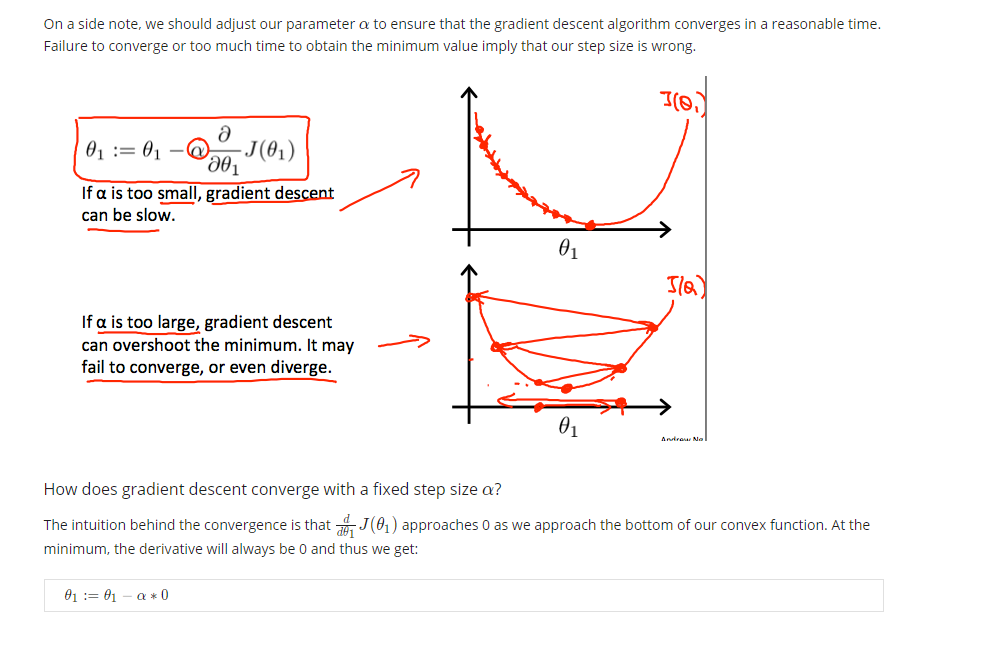 On a side note, we should adjust our parameter α to ensure that the gradient descent algorithm converges in a reasonable time.
Failure to converge or too much time to obtain the minimum value imply that our step size is wrong.
J(θ₁)
θ₁ := θ₁ − α ∂/∂θ₁ J(θ₁)
If α is too small, gradient descent
can be slow.
θ₁
J(θ₁)
If α is too large, gradient descent
can overshoot the minimum. It may
fail to converge, or even diverge.
θ₁
Andrew Ng
How does gradient descent converge with a fixed step size α?
The intuition behind the convergence is that d/dθ₁ J(θ₁) approaches 0 as we approach the bottom of our convex function. At the
minimum, the derivative will always be 0 and thus we get:
θ₁ := θ₁ − α * 0